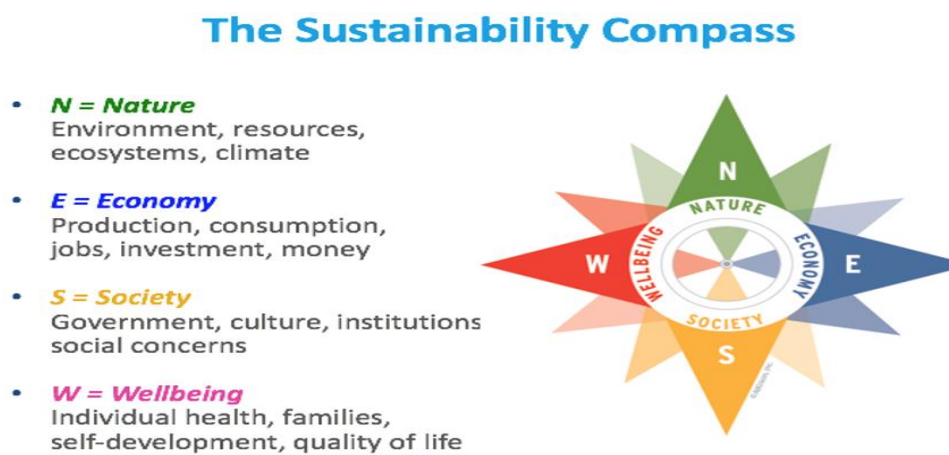 The Sustainability Compass
• N = Nature
Environment, resources,
ecosystems, climate
• E = Economy
Production, consumption,
jobs, investment, money
• S = Society
Government, culture, institutions
social concerns
• W = Wellbeing
Individual health, families,
self-development, quality of life
N
NATURE
W
WELLBEING
ECONOMY
E
SOCIETY
S